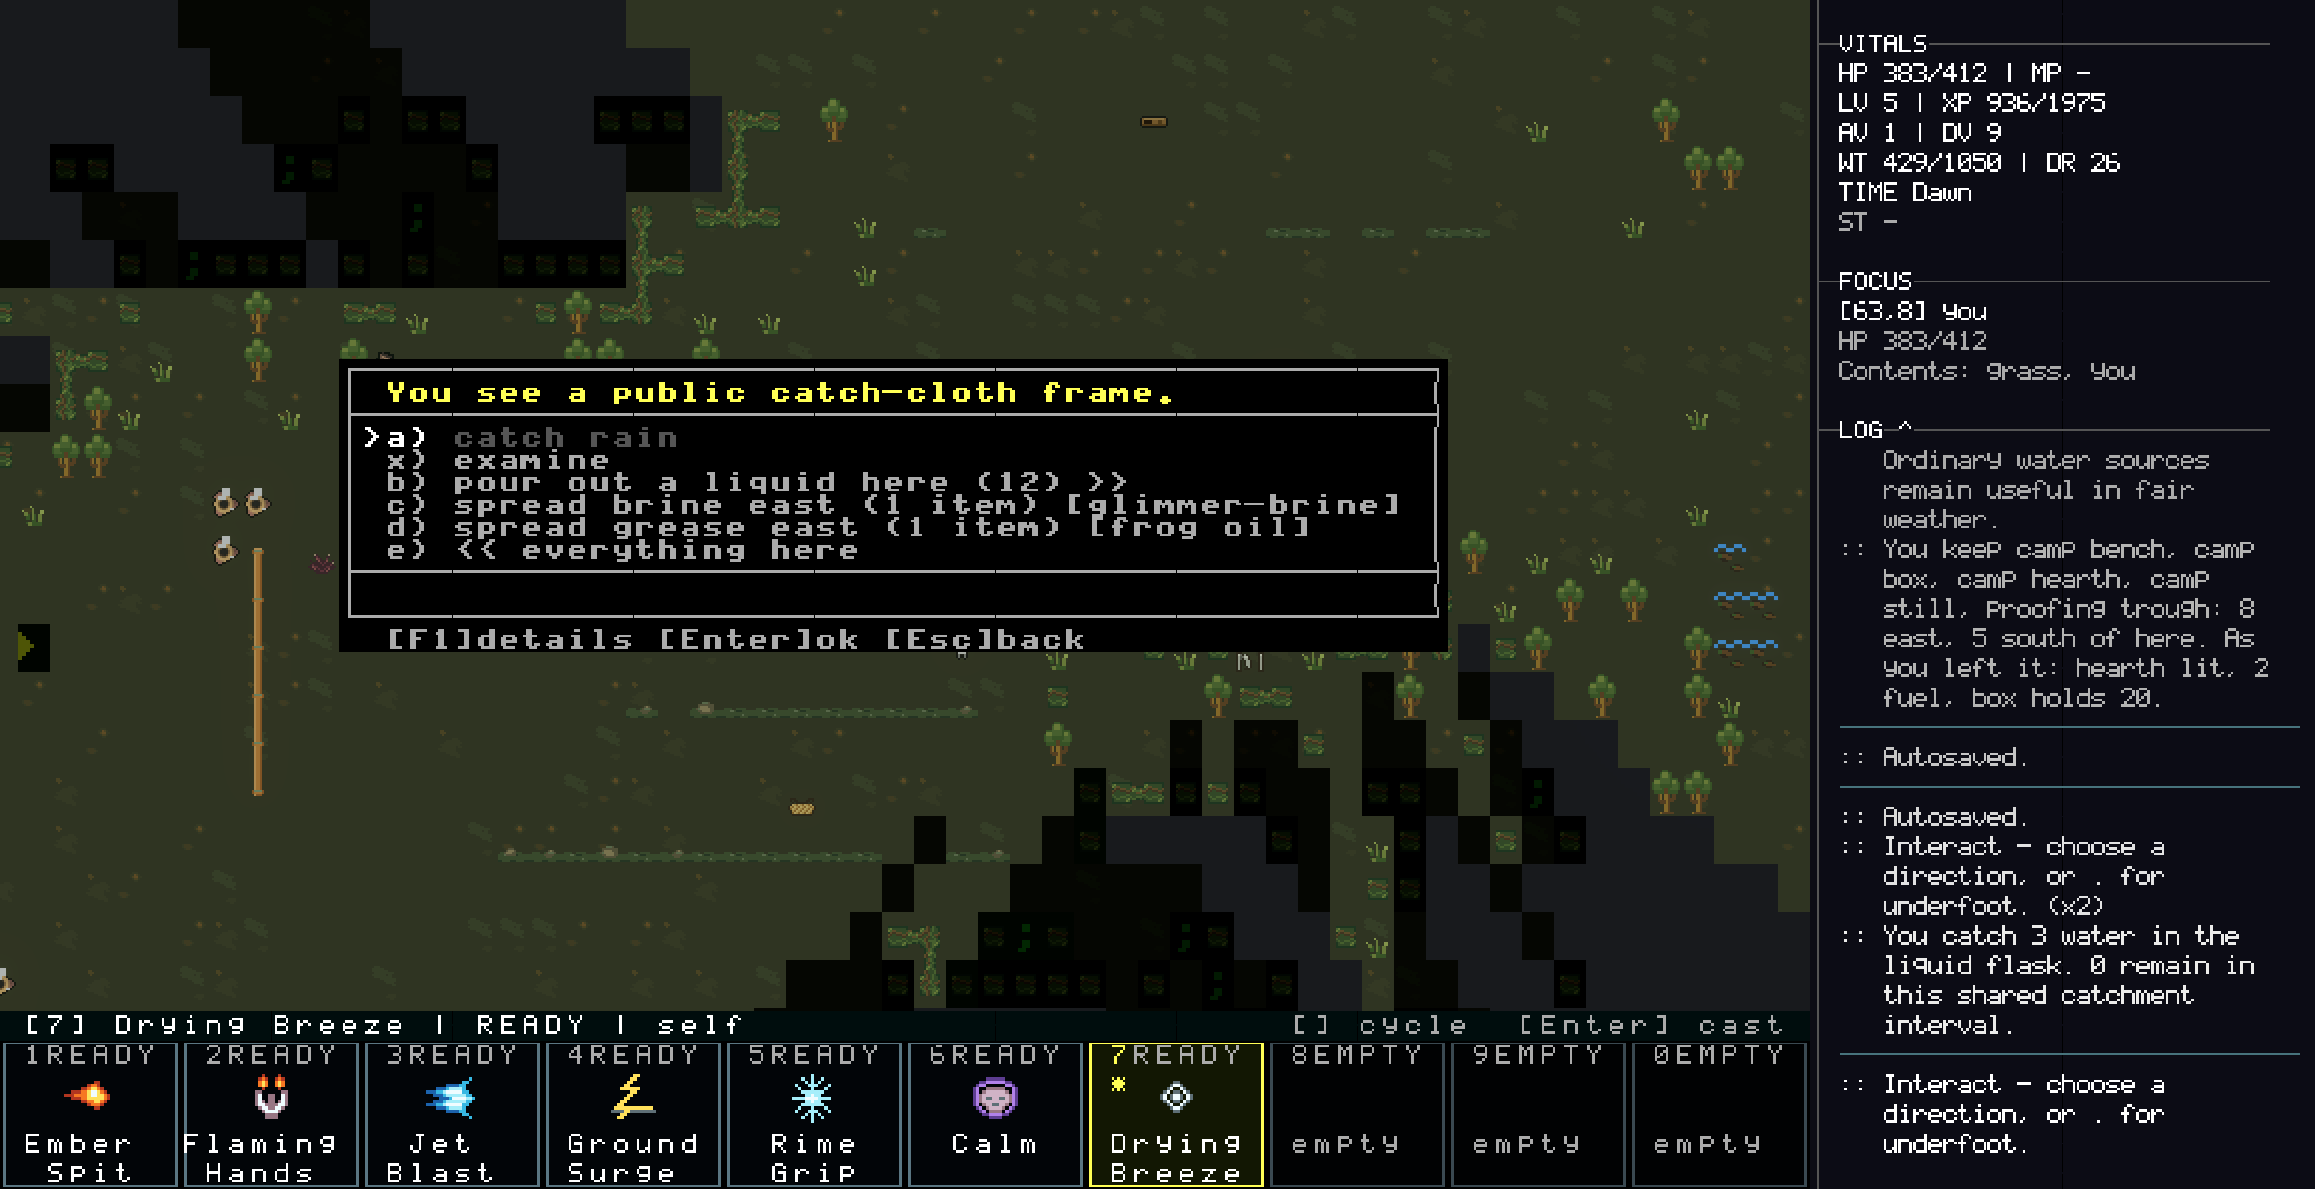 VITALS
HP 383/412 | MP -
LV 5 | XP 936/1975
AV 1 | DV 9
WT 429/1050 | DR 26
TIME Dawn
ST -
FOCUS
[63,8] You
HP 383/412
Contents: grass, You
LOG ^
Ordinary water sources
remain useful in fair
weather.
:: You keep camp bench, camp
box, camp hearth, camp
still, Proofing trough: 8
east, 5 south of here. As
you left it: hearth lit, 2
fuel, box holds 20.
:: Autosaved.
:: Autosaved.
:: Interact - choose a
direction, or . for
underfoot. (x2)
:: You catch 3 water in the
liquid flask. 0 remain in
this shared catchment
interval.
:: Interact - choose a
direction, or . for
underfoot.
You see a public catch-cloth frame.
>a) catch rain
x) examine
b) pour out a liquid here (12) >>
c) spread brine east (1 item) [glimmer-brine]
d) spread grease east (1 item) [frog oil]
e) << everything here
[F1]details [Enter]ok [Esc]back
[7] Drying Breeze | READY | self
[] cycle [Enter] cast
1READY 2READY 3READY 4READY 5READY 6READY 7READY 8EMPTY 9EMPTY 0EMPTY
*
Ember Flaming Jet Ground Rime Calm Drying empty empty empty
Spit Hands Blast Surge Grip Breeze